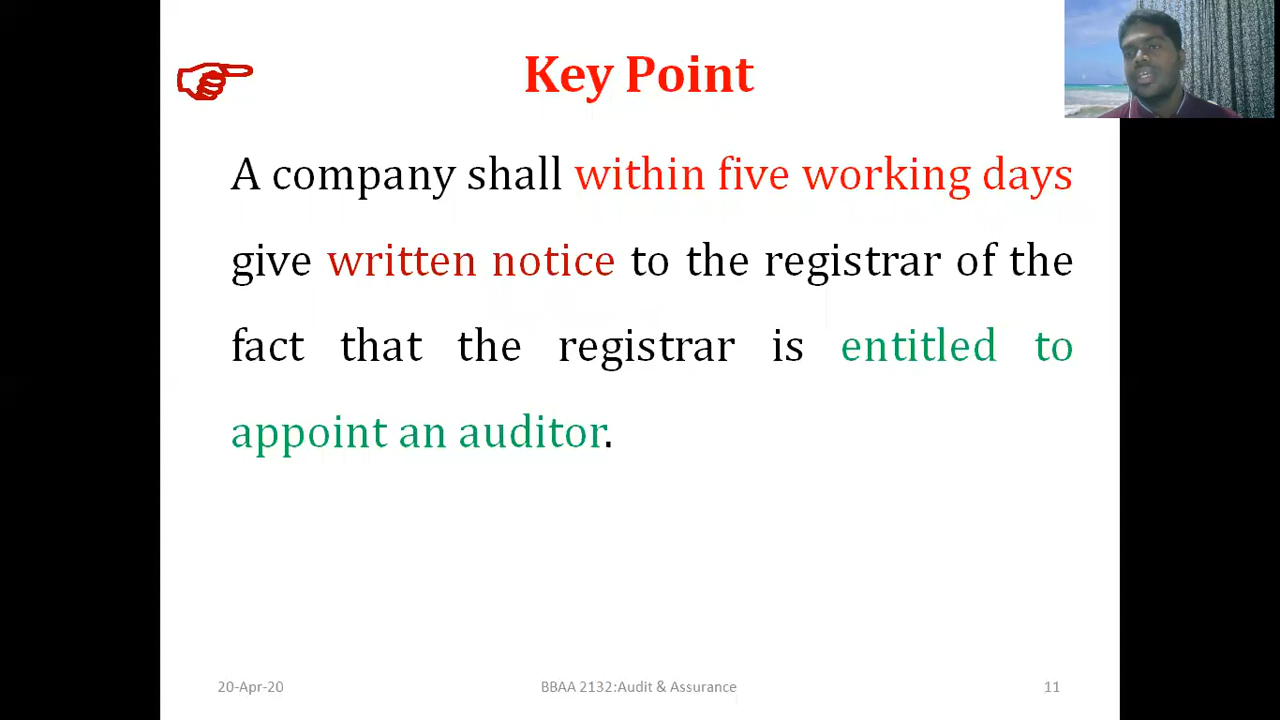 Key Point
A company shall within five working days
give written notice to the registrar of the
fact that the registrar is entitled to
appoint an auditor.
20-Apr-20
BBAA 2132:Audit & Assurance
11